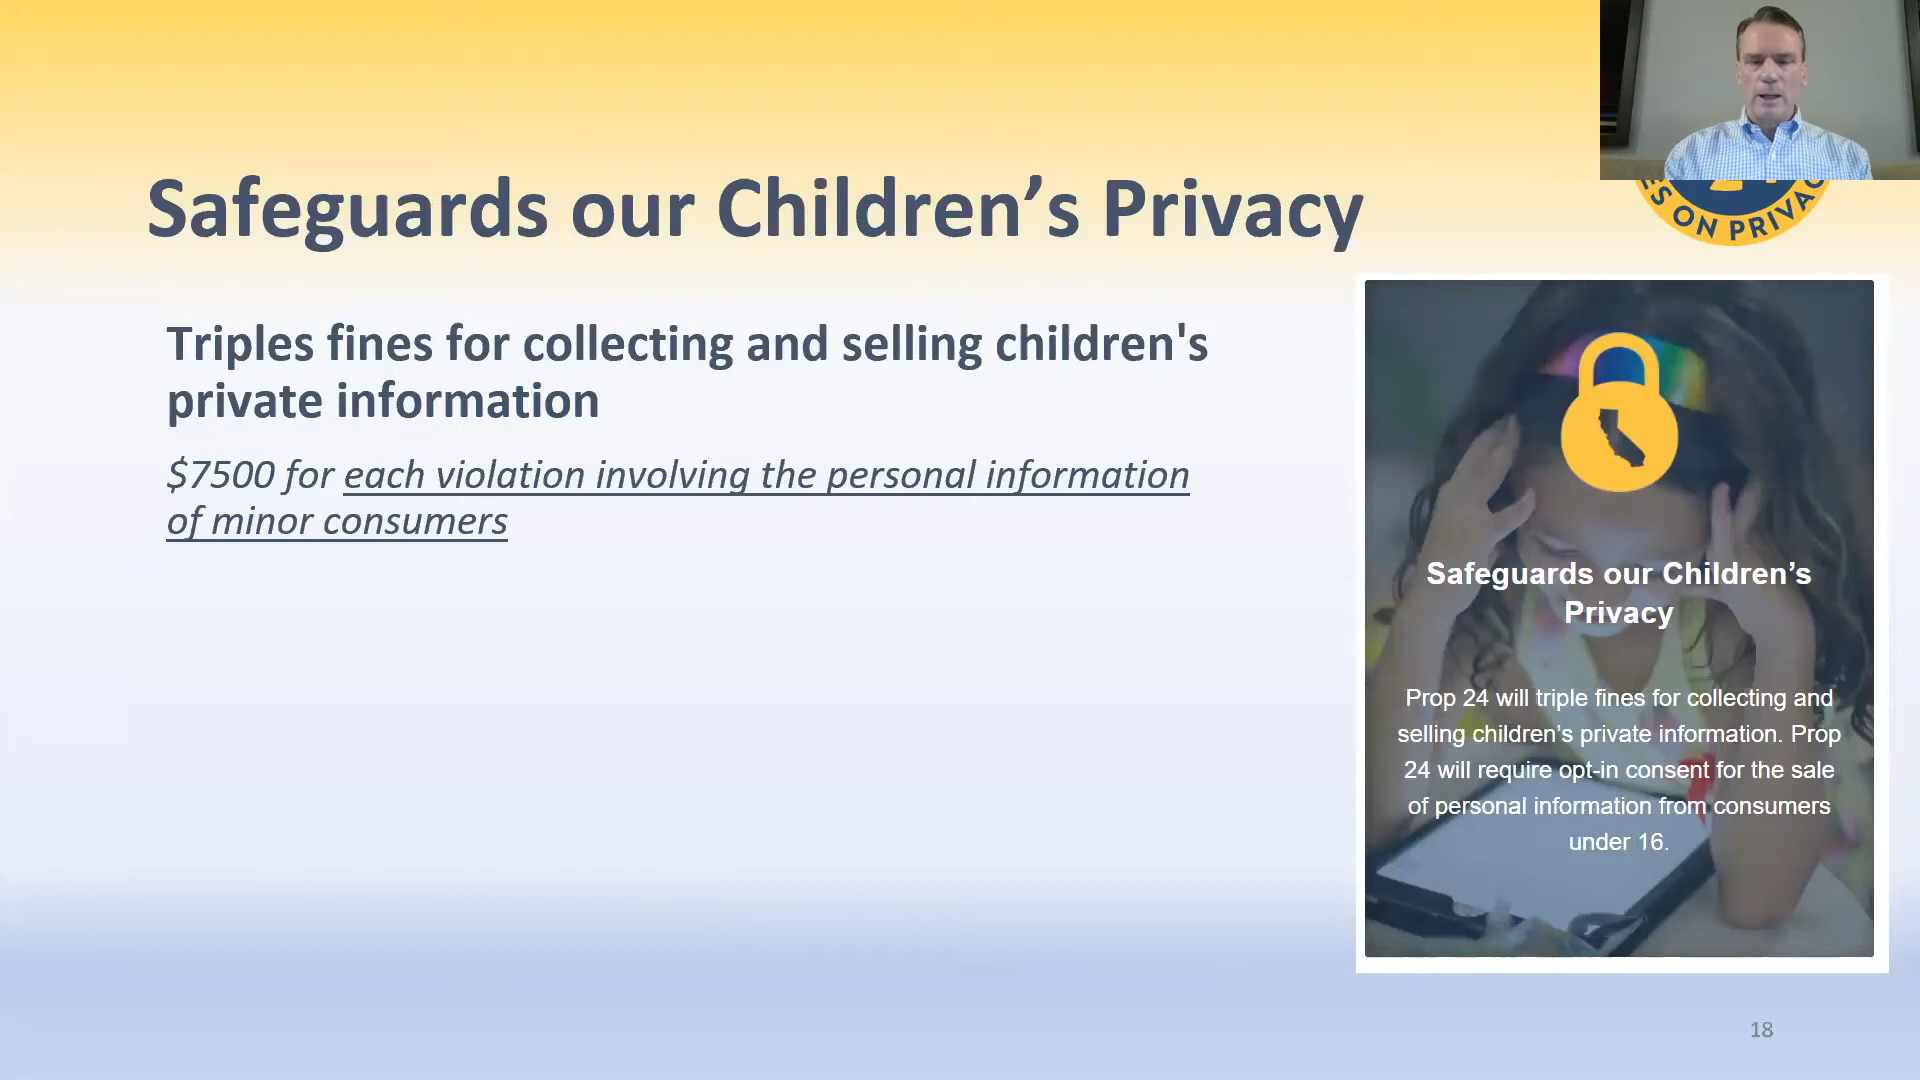 Safeguards our Children’s Privacy
ON PRIVAC
Triples fines for collecting and selling children's
private information
$7500 for each violation involving the personal information
of minor consumers
Safeguards our Children’s
Privacy
Prop 24 will triple fines for collecting and
selling children’s private information. Prop
24 will require opt-in consent for the sale
of personal information from consumers
under 16.
18